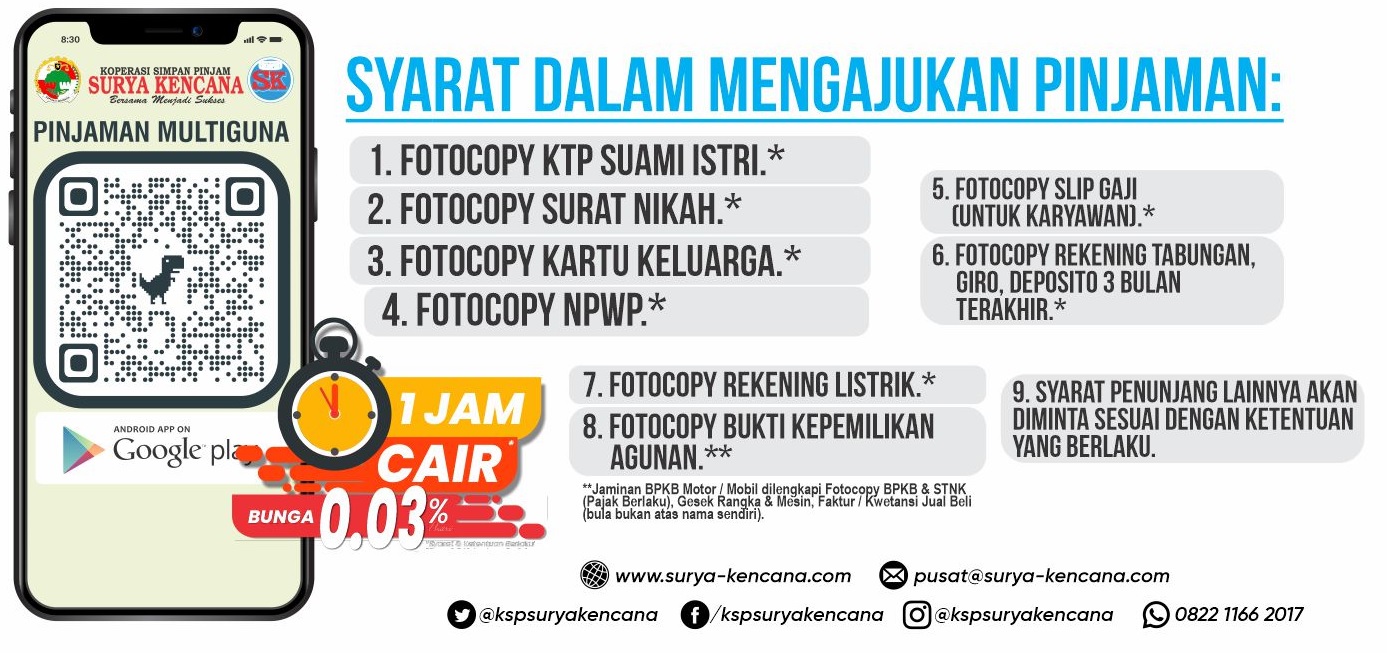 8:30
KOPERASI SIMPAN PINJAM
SURYA KENCANA
Bersama Menjadi Sukses
SK
PINJAMAN MULTIGUNA
ANDROID APP ON
Google play
1 JAM
CAIR*
BUNGA 0.03%
SYARAT DALAM MENGAJUKAN PINJAMAN:
1. FOTOCOPY KTP SUAMI ISTRI.*
2. FOTOCOPY SURAT NIKAH.*
3. FOTOCOPY KARTU KELUARGA.*
4. FOTOCOPY NPWP.*
5. FOTOCOPY SLIP GAJI
(UNTUK KARYAWAN).*
6. FOTOCOPY REKENING TABUNGAN,
GIRO, DEPOSITO 3 BULAN
TERAKHIR.*
7. FOTOCOPY REKENING LISTRIK.*
8. FOTOCOPY BUKTI KEPEMILIKAN
AGUNAN.**
9. SYARAT PENUNJANG LAINNYA AKAN
DIMINTA SESUAI DENGAN KETENTUAN
YANG BERLAKU.
**Jaminan BPKB Motor / Mobil dilengkapi Fotocopy BPKB & STNK
(Pajak Berlaku), Gesek Rangka & Mesin, Faktur / Kwetansi Jual Beli
(bula bukan atas nama sendiri).
www.surya-kencana.com pusat@surya-kencana.com
@kspsuryakencana /kspsuryakencana @kspsuryakencana 0822 1166 2017